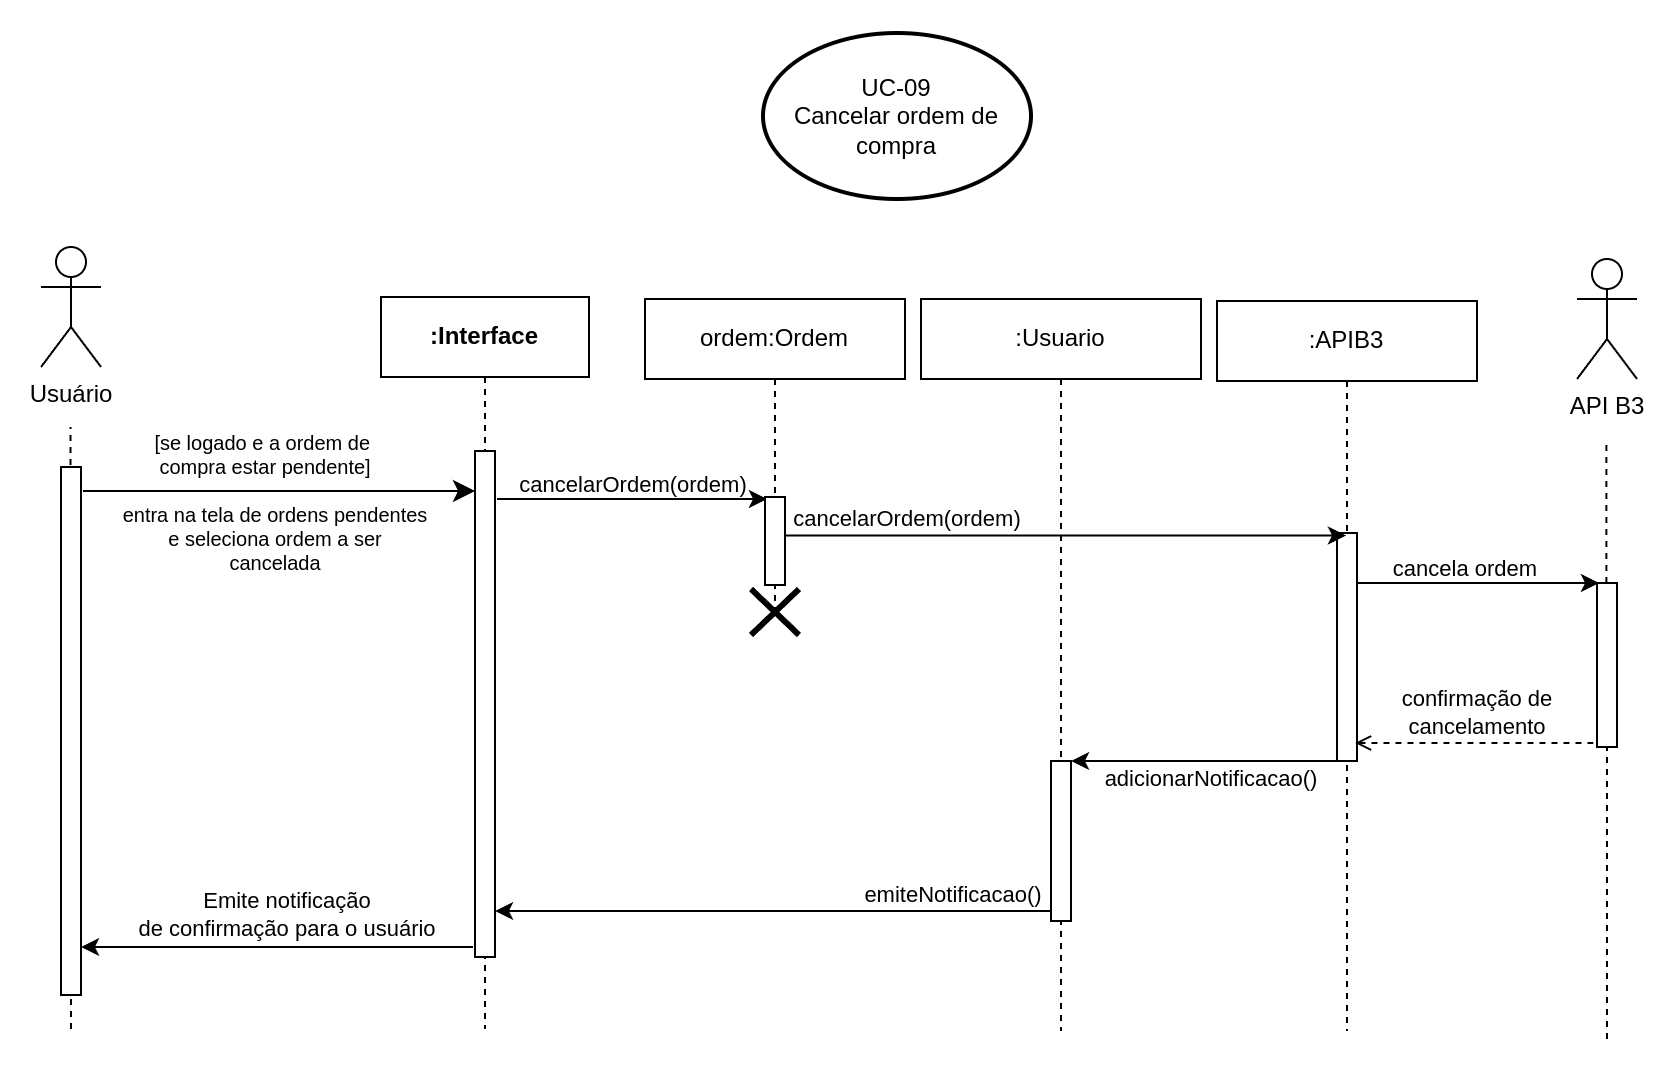 UC-09
Cancelar ordem de
compra
Usuário
:Interface
ordem:Ordem
:Usuario
:APIB3
API B3
[se logado e a ordem de
compra estar pendente]
entra na tela de ordens pendentes
e seleciona ordem a ser
cancelada
cancelarOrdem(ordem)
cancelarOrdem(ordem)
cancela ordem
confirmação de
cancelamento
adicionarNotificacao()
emiteNotificacao()
Emite notificação
de confirmação para o usuário